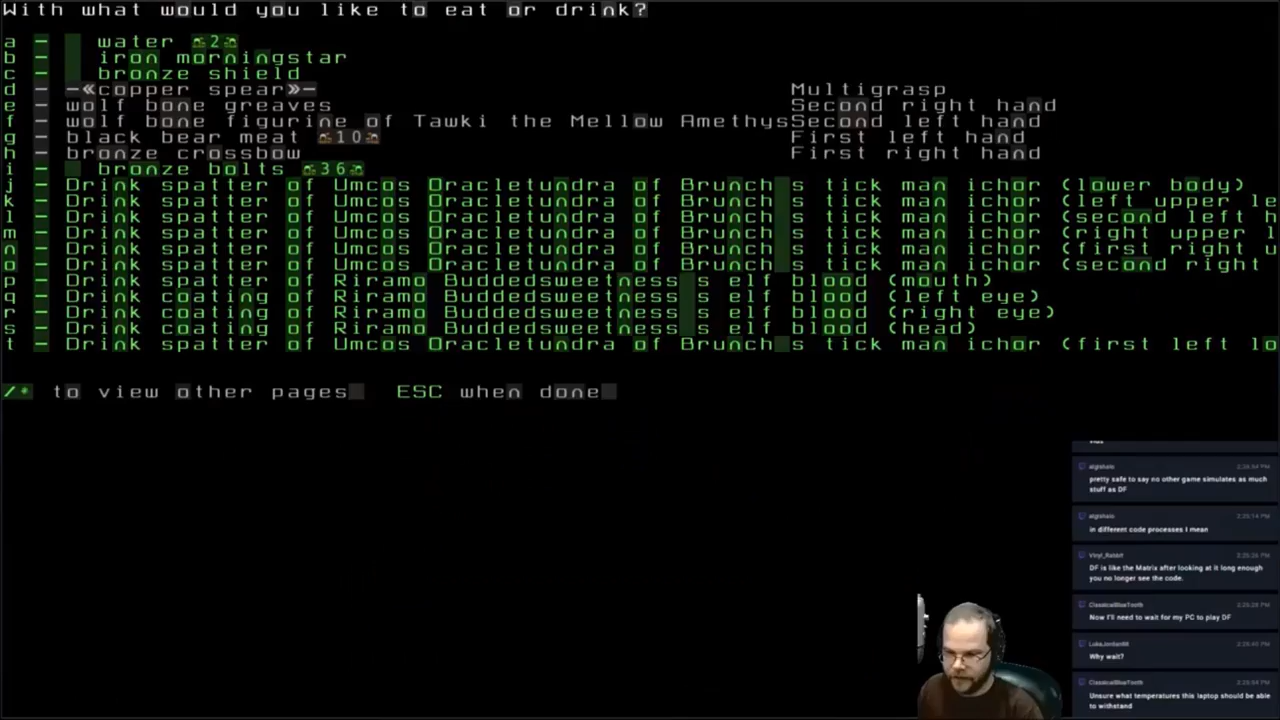 With what would you like to eat or drink?
a - water 2
b - iron morningstar
c - bronze shield
d - -«copper spear»- Multigrasp
e - wolf bone greaves Second right hand
f - wolf bone figurine of Tawki the Mellow Amethys Second left hand
g - black bear meat 10 First left hand
h - bronze crossbow First right hand
i - bronze bolts 36
j - Drink spatter of Umcos Oracletundra of Brunch s tick man ichor (lower body)
k - Drink spatter of Umcos Oracletundra of Brunch s tick man ichor (left upper le
l - Drink spatter of Umcos Oracletundra of Brunch s tick man ichor (second left h
m - Drink spatter of Umcos Oracletundra of Brunch s tick man ichor (right upper l
n - Drink spatter of Umcos Oracletundra of Brunch s tick man ichor (first right u
o - Drink spatter of Umcos Oracletundra of Brunch s tick man ichor (second right
p - Drink spatter of Riramo Buddedsweetness s elf blood (mouth)
q - Drink coating of Riramo Buddedsweetness s elf blood (left eye)
r - Drink coating of Riramo Buddedsweetness s elf blood (right eye)
s - Drink coating of Riramo Buddedsweetness s elf blood (head)
t - Drink spatter of Umcos Oracletundra of Brunch s tick man ichor (first left lo
/* to view other pages ESC when done
pretty safe to say no other game simulates as much
stuff as DF
in different code processes I mean
Vinyl_Rabbit
DF is like the Matrix after looking at it long enough
you no longer see the code.
ClassicalBlueTooth
Now I'll need to wait for my PC to play DF
Why wait?
ClassicalBlueTooth
Unsure what temperatures this laptop should be able
to withstand